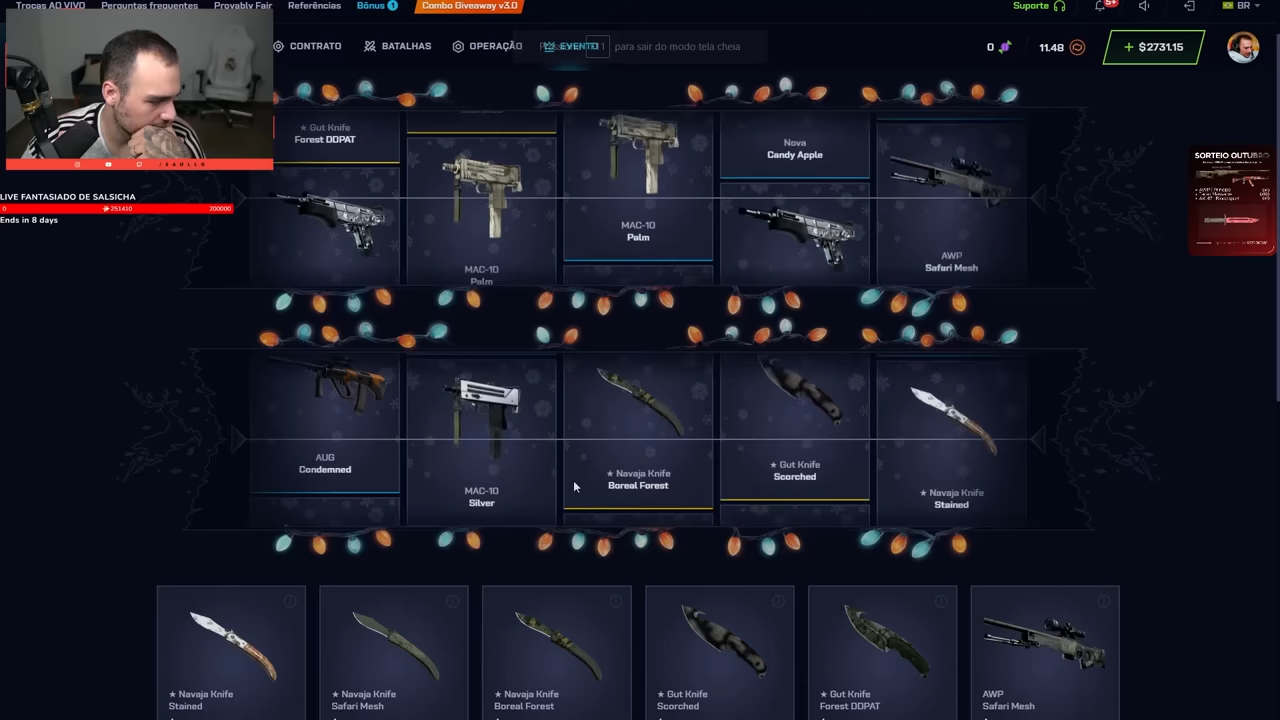 Trocas AO VIVO
Perguntas frequentes
Provably Fair
Referências
Bônus 1
Combo Giveaway v3.0
Suporte
5+
BR
CONTRATO
BATALHAS
OPERAÇÃO
EVENTO
para sair do modo tela cheia
0
11.48
+ $2731.15
LIVE FANTASIADO DE SALSICHA
0
251410
200000
Ends in 8 days
SORTEIO OUTUBRO
★ Gut Knife
Forest DDPAT
MAC-10
Palm
MAC-10
Palm
Nova
Candy Apple
AWP
Safari Mesh
AUG
Condemned
MAC-10
Silver
★ Navaja Knife
Boreal Forest
★ Gut Knife
Scorched
★ Navaja Knife
Stained
★ Navaja Knife
Stained
★ Navaja Knife
Safari Mesh
★ Navaja Knife
Boreal Forest
★ Gut Knife
Scorched
★ Gut Knife
Forest DDPAT
AWP
Safari Mesh